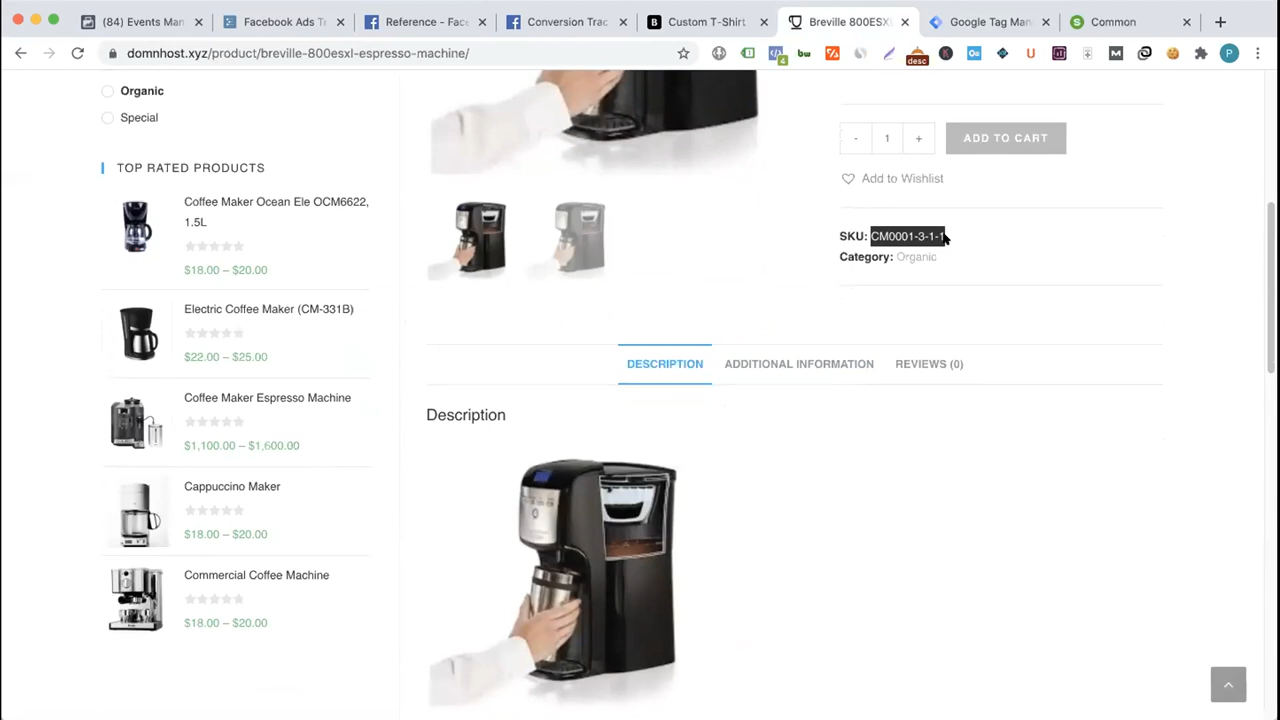 (84) Events Man
Facebook Ads Tr
Reference - Face
Conversion Trac
Custom T-Shirt
Breville 800ESXL
Google Tag Man
Common
domnhost.xyz/product/breville-800esxl-espresso-machine/
4
bw
desc
Organic
Special
TOP RATED PRODUCTS
Coffee Maker Ocean Ele OCM6622,
1.5L
$18.00 – $20.00
Electric Coffee Maker (CM-331B)
$22.00 – $25.00
Coffee Maker Espresso Machine
$1,100.00 – $1,600.00
Cappuccino Maker
$18.00 – $20.00
Commercial Coffee Machine
$18.00 – $20.00
- 1 +
ADD TO CART
Add to Wishlist
SKU: CM0001-3-1-1
Category: Organic
DESCRIPTION
ADDITIONAL INFORMATION
REVIEWS (0)
Description